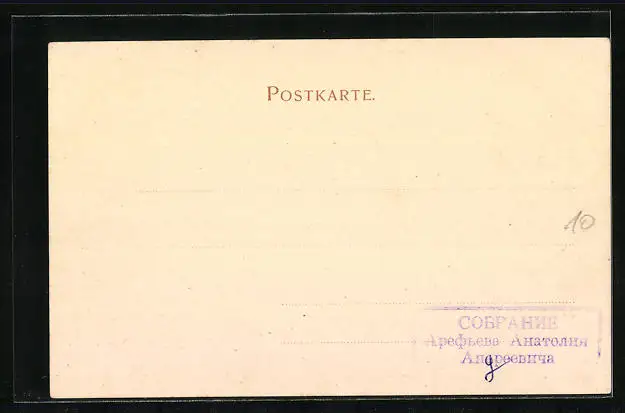 POSTKARTE.
10
СОБРАНИЕ
Арефьева Анатолия
Андреевича